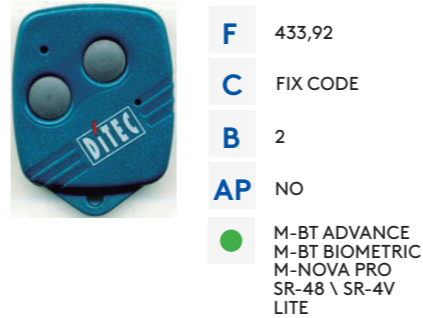 DiTEC
F 433,92
C FIX CODE
B 2
AP NO
M-BT ADVANCE
M-BT BIOMETRIC
M-NOVA PRO
SR-48 \ SR-4V
LITE